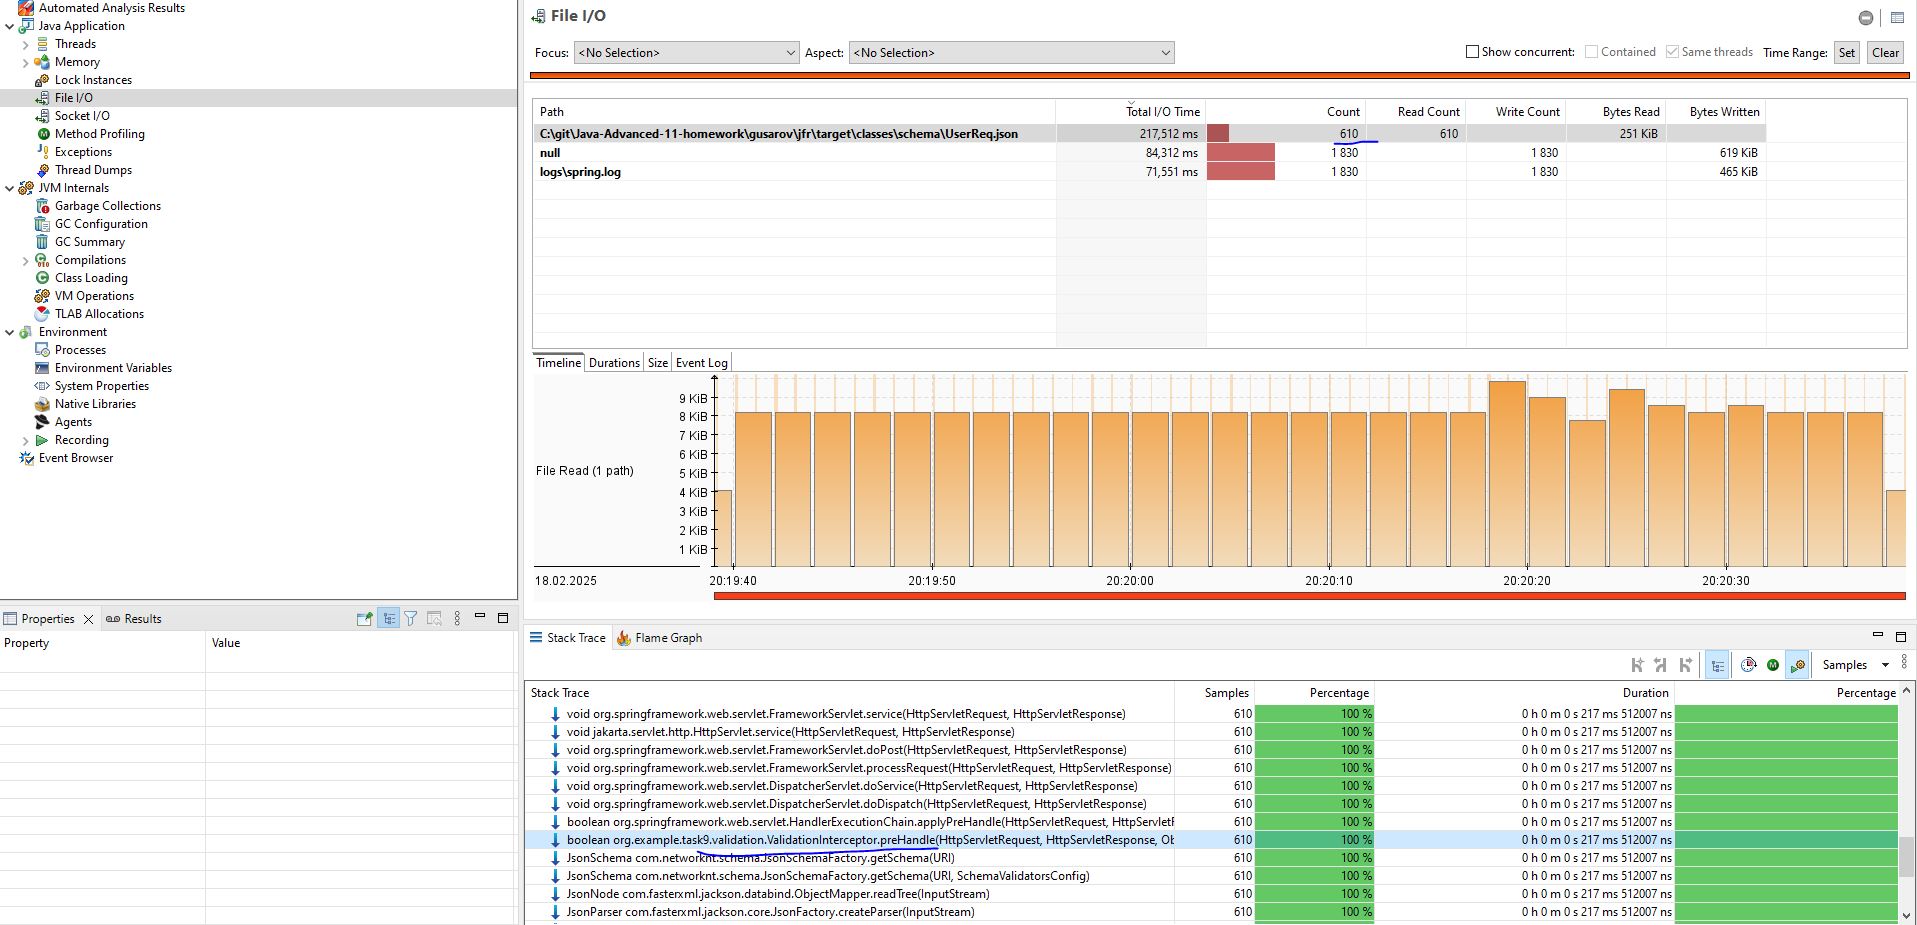 Automated Analysis Results
Java Application
Threads
Memory
Lock Instances
File I/O
Socket I/O
Method Profiling
Exceptions
Thread Dumps
JVM Internals
Garbage Collections
GC Configuration
GC Summary
Compilations
Class Loading
VM Operations
TLAB Allocations
Environment
Processes
Environment Variables
System Properties
Native Libraries
Agents
Recording
Event Browser
Properties Results
Property Value
File I/O
Focus: <No Selection> Aspect: <No Selection> Show concurrent: Contained Same threads Time Range: Set Clear
Path Total I/O Time Count Read Count Write Count Bytes Read Bytes Written
C:\git\Java-Advanced-11-homework\gusarov\jfr\target\classes\schema\UserReq.json 217,512 ms 610 610 251 KiB
null 84,312 ms 1 830 1 830 619 KiB
logs\spring.log 71,551 ms 1 830 1 830 465 KiB
Timeline Durations Size Event Log
9 KiB
8 KiB
7 KiB
6 KiB
5 KiB
File Read (1 path)
4 KiB
3 KiB
2 KiB
1 KiB
18.02.2025 20:19:40 20:19:50 20:20:00 20:20:10 20:20:20 20:20:30
Stack Trace Flame Graph
Samples
Stack Trace Samples Percentage Duration Percentage
void org.springframework.web.servlet.FrameworkServlet.service(HttpServletRequest, HttpServletResponse) 610 100 % 0 h 0 m 0 s 217 ms 512007 ns
void jakarta.servlet.http.HttpServlet.service(HttpServletRequest, HttpServletResponse) 610 100 % 0 h 0 m 0 s 217 ms 512007 ns
void org.springframework.web.servlet.FrameworkServlet.doPost(HttpServletRequest, HttpServletResponse) 610 100 % 0 h 0 m 0 s 217 ms 512007 ns
void org.springframework.web.servlet.FrameworkServlet.processRequest(HttpServletRequest, HttpServletResponse) 610 100 % 0 h 0 m 0 s 217 ms 512007 ns
void org.springframework.web.servlet.DispatcherServlet.doService(HttpServletRequest, HttpServletResponse) 610 100 % 0 h 0 m 0 s 217 ms 512007 ns
void org.springframework.web.servlet.DispatcherServlet.doDispatch(HttpServletRequest, HttpServletResponse) 610 100 % 0 h 0 m 0 s 217 ms 512007 ns
boolean org.springframework.web.servlet.HandlerExecutionChain.applyPreHandle(HttpServletRequest, HttpServletR 610 100 % 0 h 0 m 0 s 217 ms 512007 ns
boolean org.example.task9.validation.ValidationInterceptor.preHandle(HttpServletRequest, HttpServletResponse, Ob 610 100 % 0 h 0 m 0 s 217 ms 512007 ns
JsonSchema com.networknt.schema.JsonSchemaFactory.getSchema(URI) 610 100 % 0 h 0 m 0 s 217 ms 512007 ns
JsonSchema com.networknt.schema.JsonSchemaFactory.getSchema(URI, SchemaValidatorsConfig) 610 100 % 0 h 0 m 0 s 217 ms 512007 ns
JsonNode com.fasterxml.jackson.databind.ObjectMapper.readTree(InputStream) 610 100 % 0 h 0 m 0 s 217 ms 512007 ns
JsonParser com.fasterxml.jackson.core.JsonFactory.createParser(InputStream) 610 100 % 0 h 0 m 0 s 217 ms 512007 ns